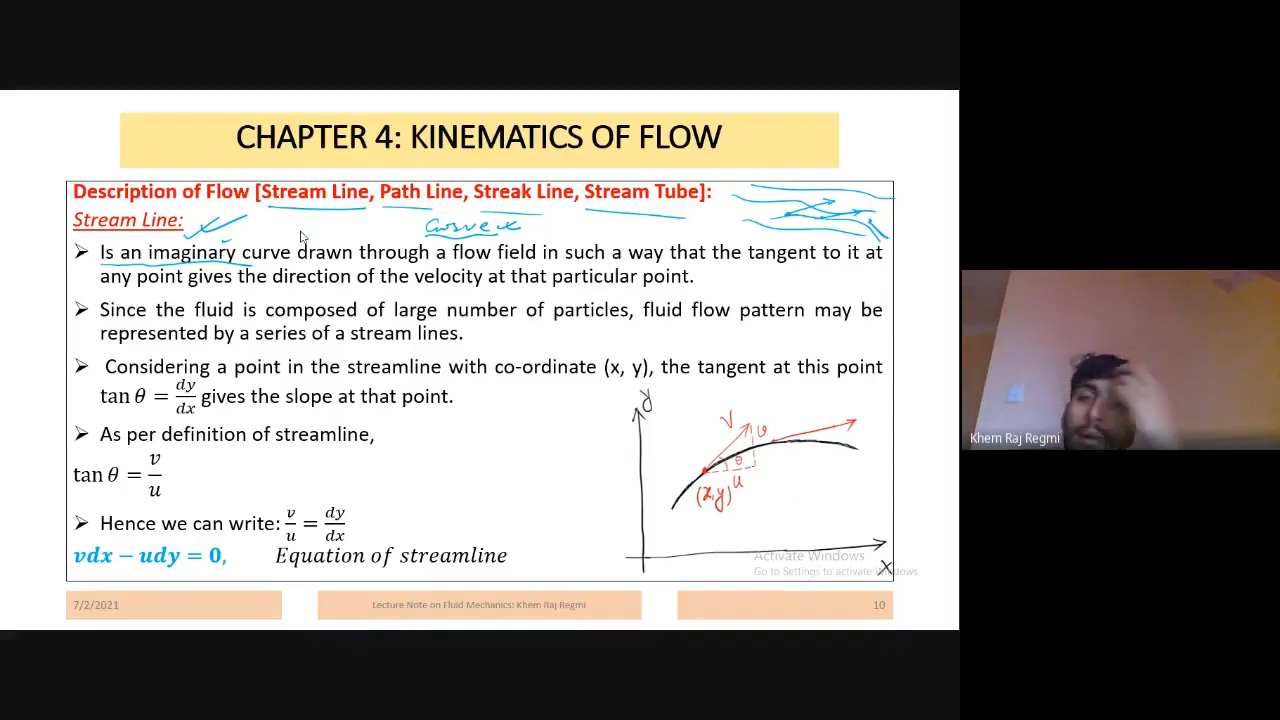 CHAPTER 4: KINEMATICS OF FLOW
Description of Flow [Stream Line, Path Line, Streak Line, Stream Tube]:
Stream Line:
Curve
➢ Is an imaginary curve drawn through a flow field in such a way that the tangent to it at
any point gives the direction of the velocity at that particular point.
➢ Since the fluid is composed of large number of particles, fluid flow pattern may be
represented by a series of a stream lines.
➢ Considering a point in the streamline with co-ordinate (x, y), the tangent at this point
tan θ = dy/dx gives the slope at that point.
➢ As per definition of streamline,
tan θ = v/u
➢ Hence we can write: v/u = dy/dx
vdx − udy = 0, Equation of streamline
y
V
v
θ
u
(x,y)
x
Activate Windows
Go to Settings to activate Windows.
7/2/2021
Lecture Note on Fluid Mechanics: Khem Raj Regmi
10
Khem Raj Regmi